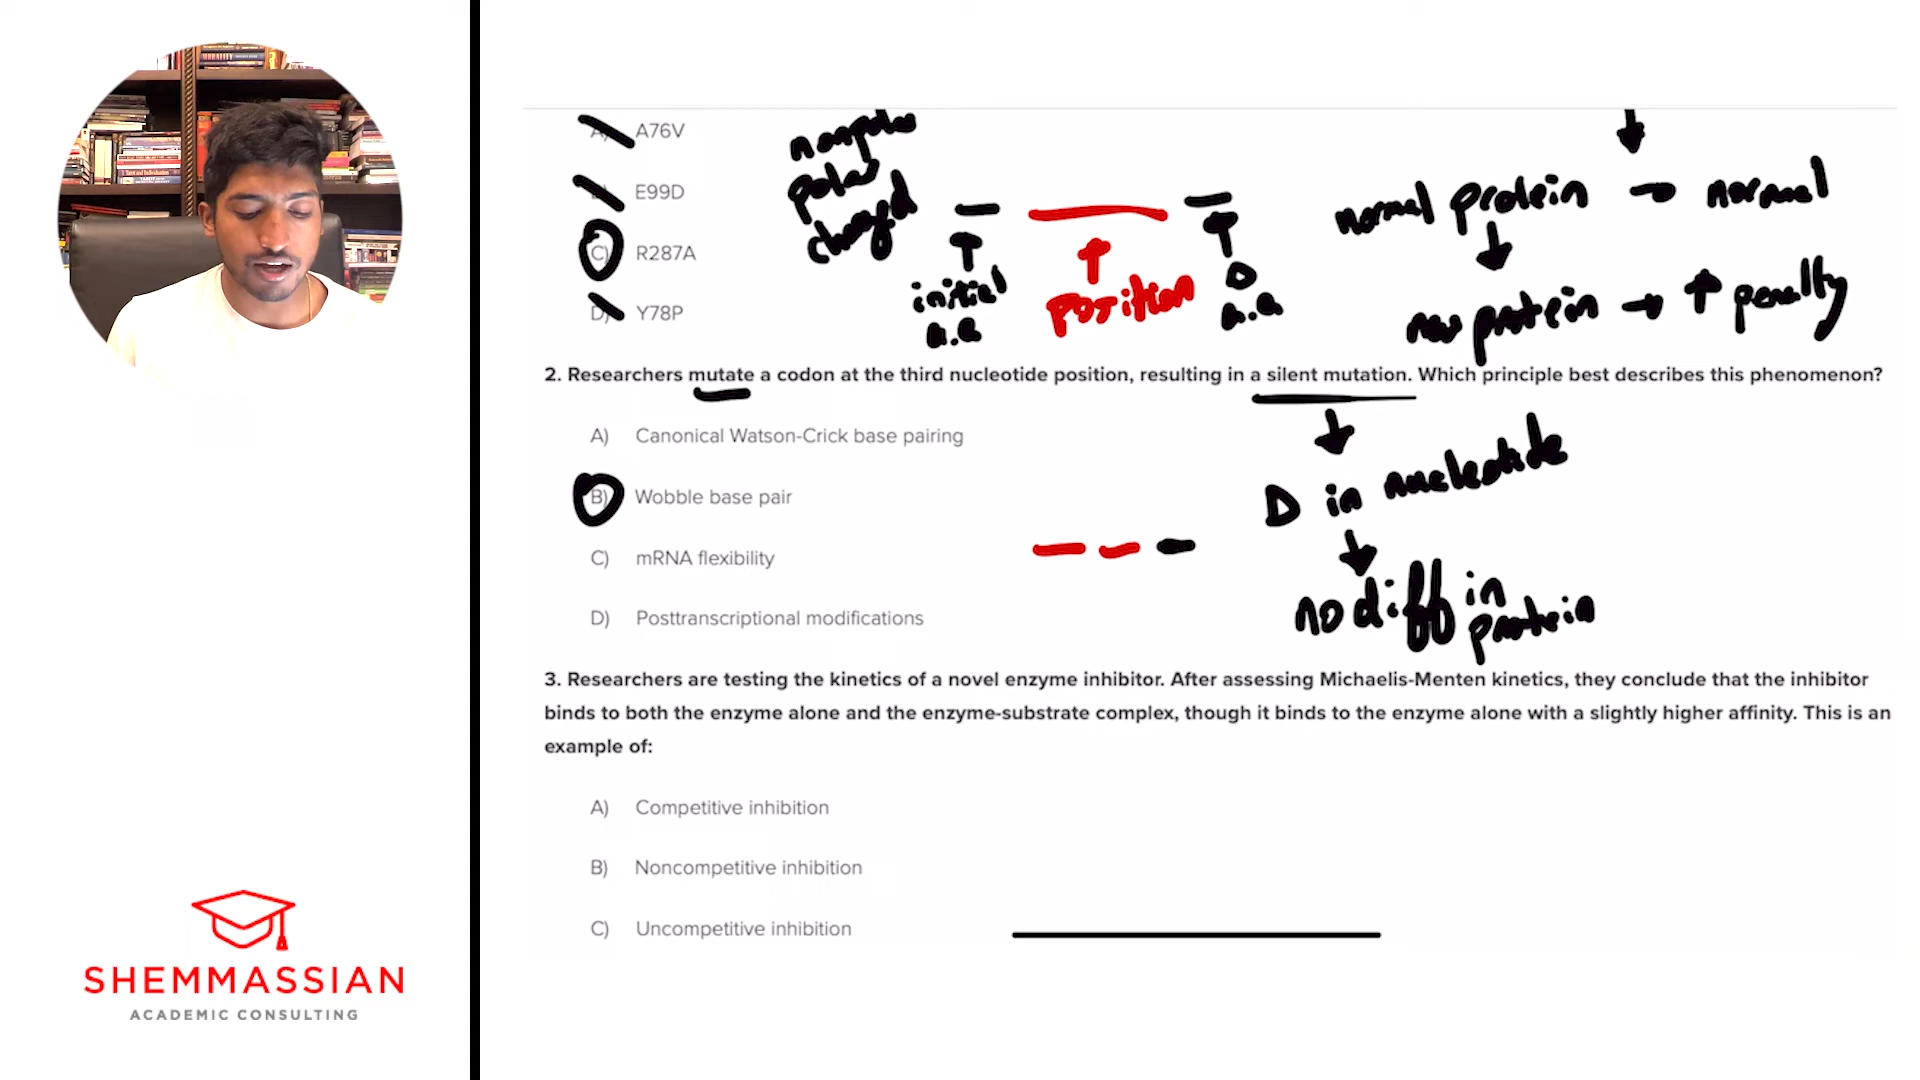 A) A76V
E99D
C) R287A
D) Y78P
nonpolar
polar
charged
initial
a.a
position
D
a.a
normal protein → normal
new protein → ↑ penalty
2. Researchers mutate a codon at the third nucleotide position, resulting in a silent mutation. Which principle best describes this phenomenon?
A) Canonical Watson-Crick base pairing
B) Wobble base pair
C) mRNA flexibility
D) Posttranscriptional modifications
D in nucleotide
no diff in
protein
3. Researchers are testing the kinetics of a novel enzyme inhibitor. After assessing Michaelis-Menten kinetics, they conclude that the inhibitor
binds to both the enzyme alone and the enzyme-substrate complex, though it binds to the enzyme alone with a slightly higher affinity. This is an
example of:
A) Competitive inhibition
B) Noncompetitive inhibition
C) Uncompetitive inhibition
SHEMMASSIAN
ACADEMIC CONSULTING